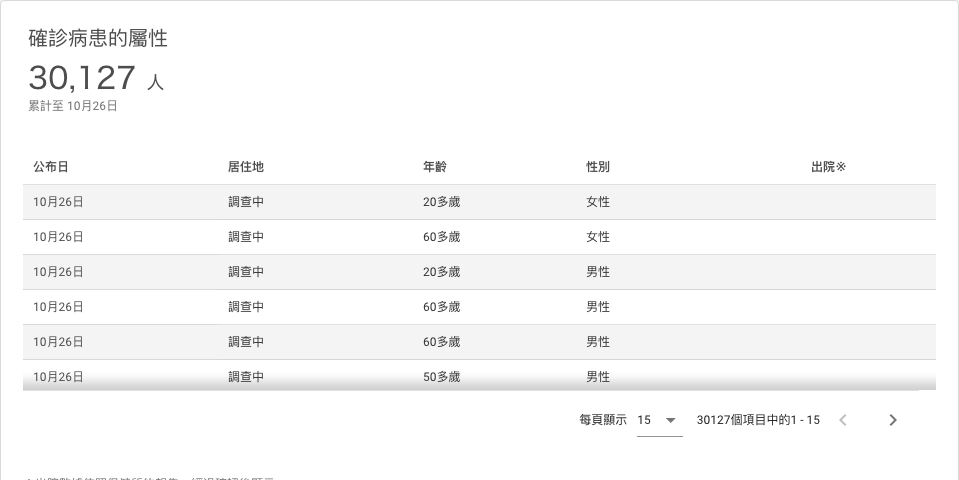 確診病患的屬性
30,127 人
累計至 10月26日
公布日 居住地 年齡 性別 出院※
10月26日 調查中 20多歲 女性
10月26日 調查中 60多歲 女性
10月26日 調查中 20多歲 男性
10月26日 調查中 60多歲 男性
10月26日 調查中 60多歲 男性
10月26日 調查中 50多歲 男性
每頁顯示 15 30127個項目中的1 - 15